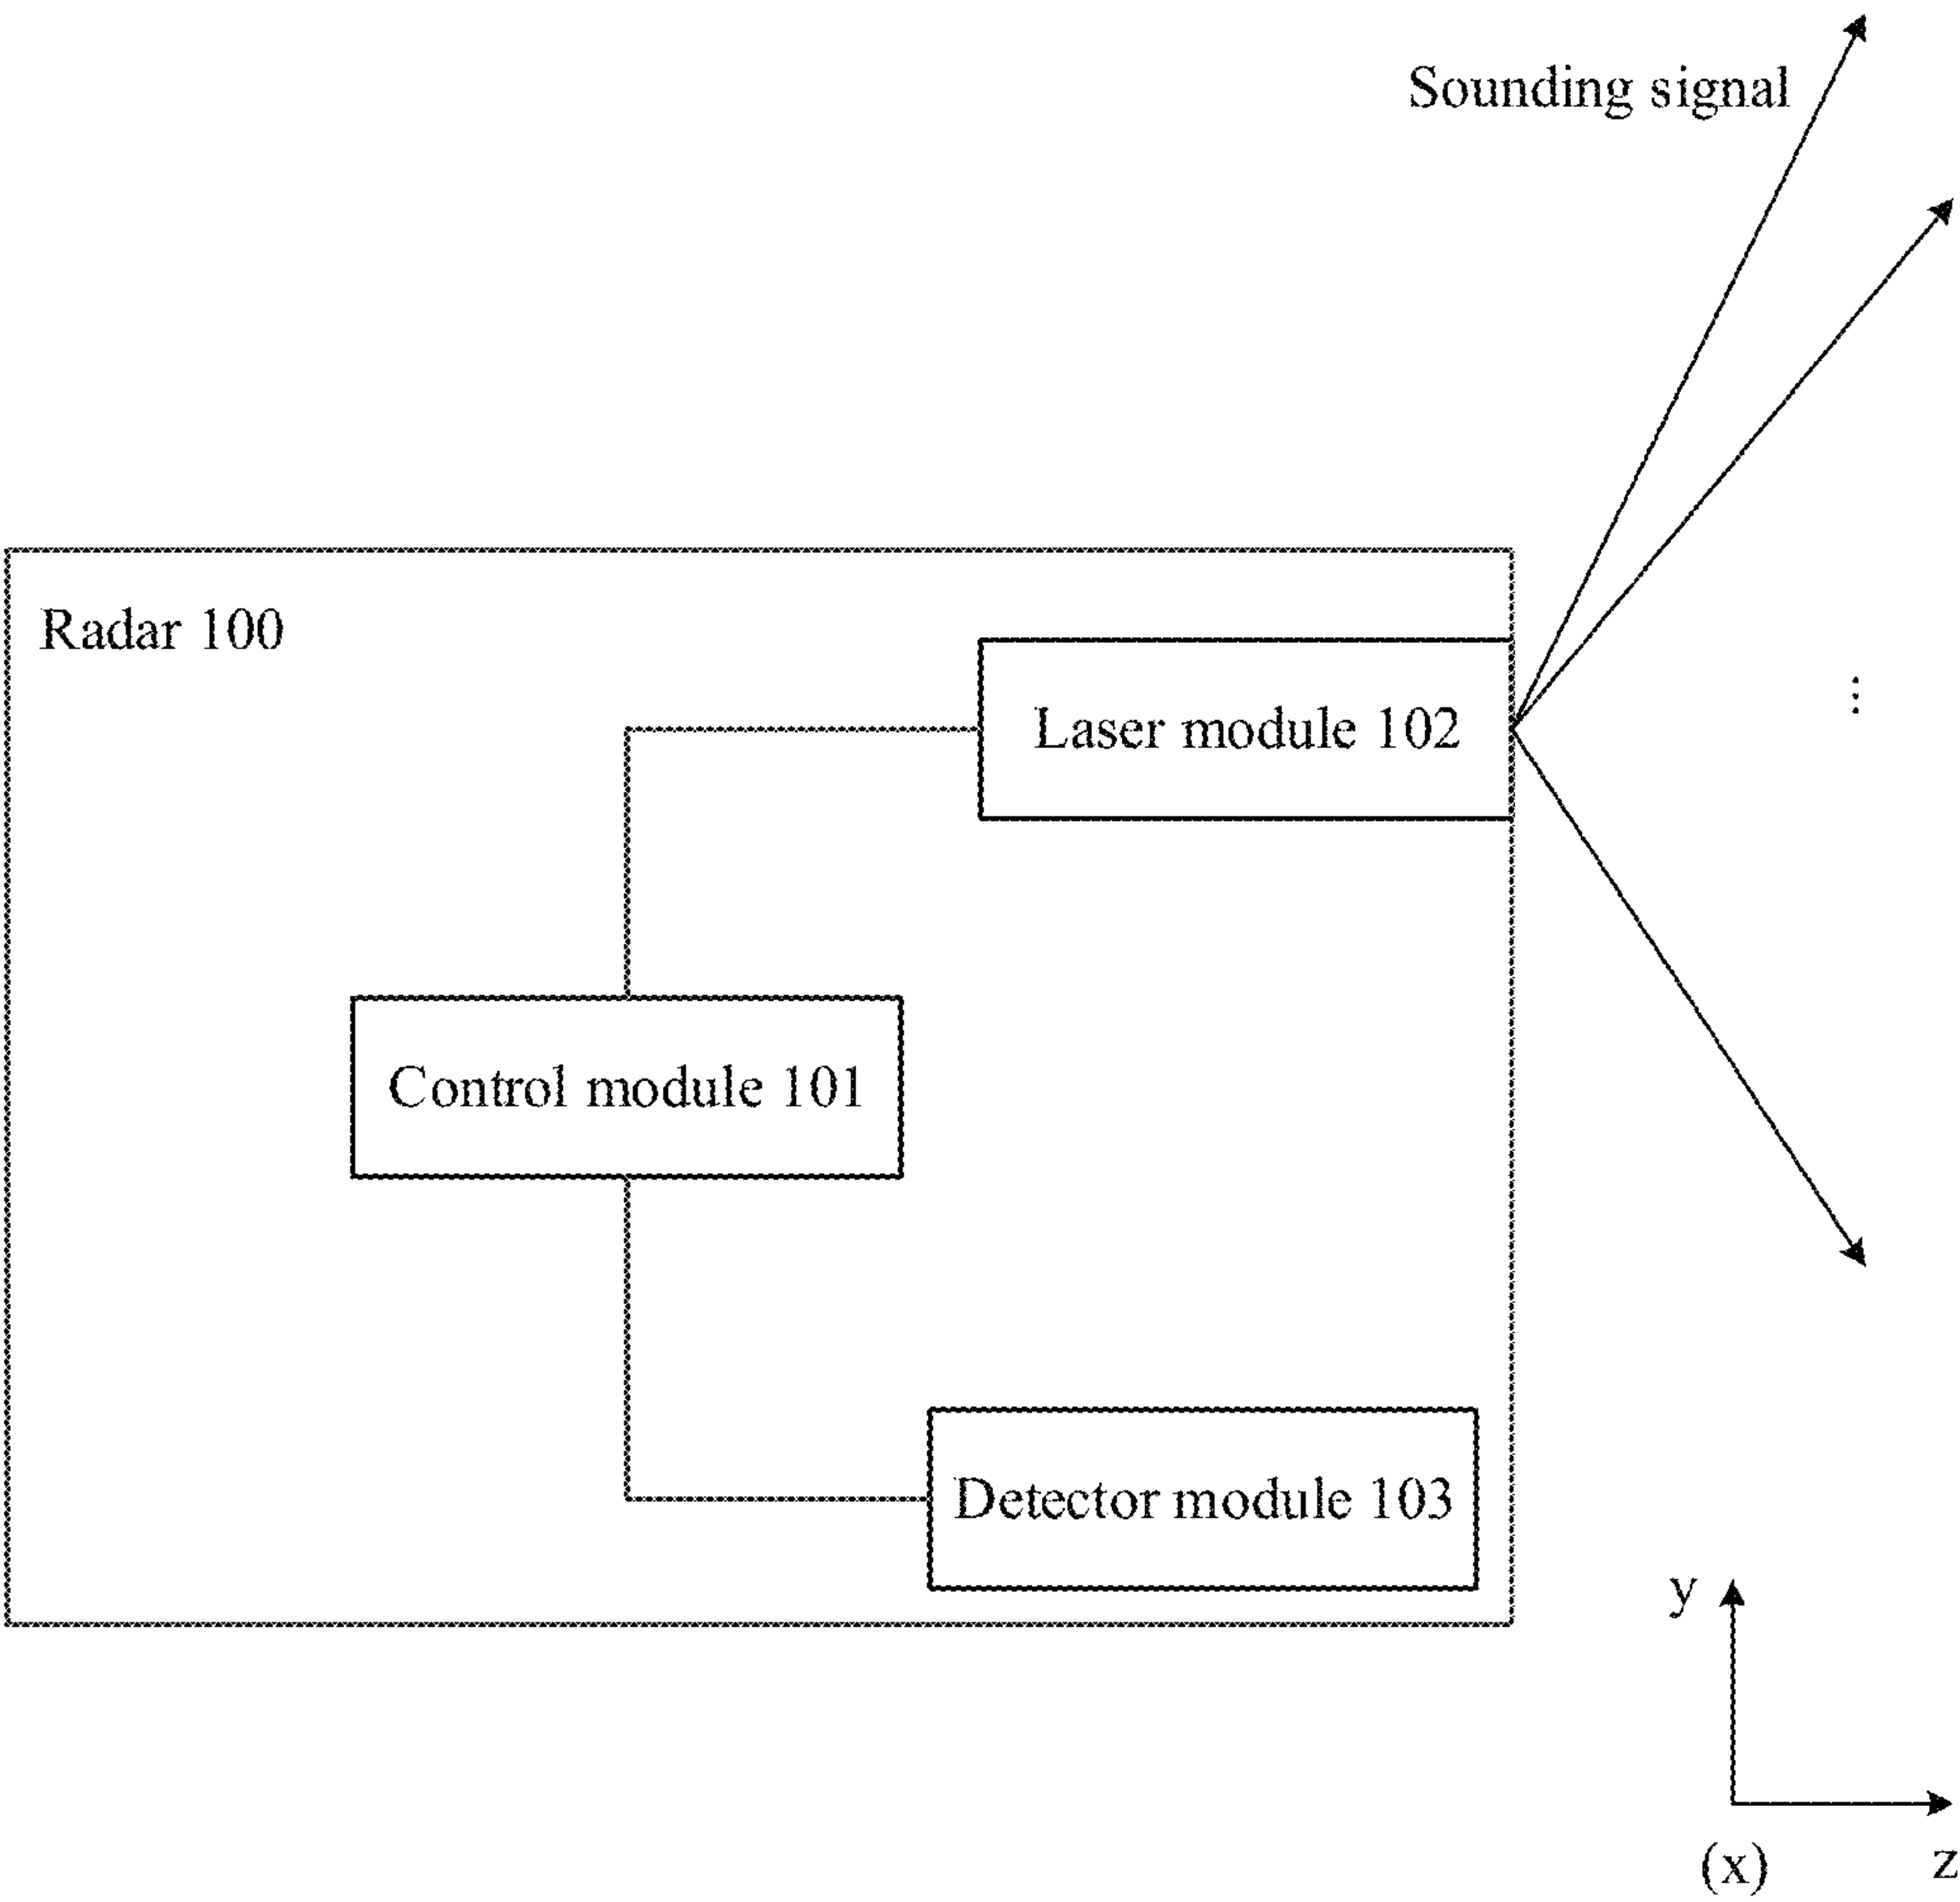 Sounding signal
Radar 100
Laser module 102
⋮
Control module 101
Detector module 103
y
(x)
z